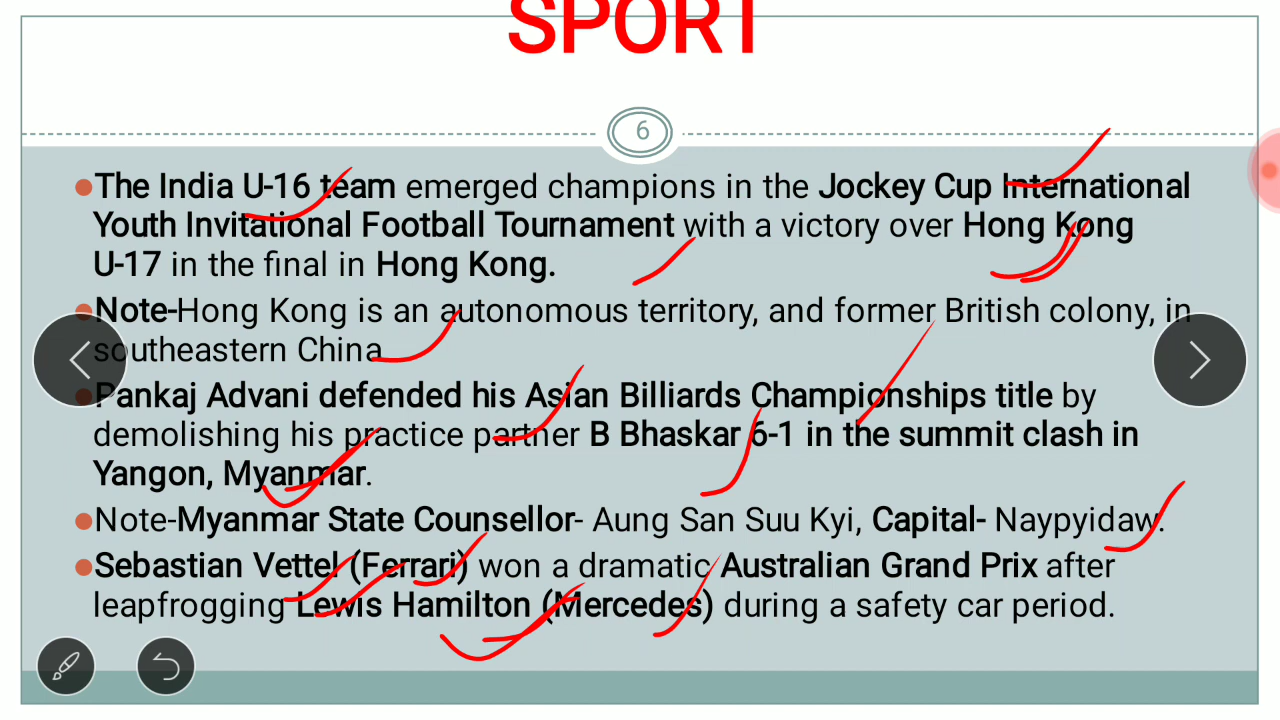 SPORT
6
The India U-16 team emerged champions in the Jockey Cup International
Youth Invitational Football Tournament with a victory over Hong Kong
U-17 in the final in Hong Kong.
Note-Hong Kong is an autonomous territory, and former British colony, in
southeastern China
Pankaj Advani defended his Asian Billiards Championships title by
demolishing his practice partner B Bhaskar 6-1 in the summit clash in
Yangon, Myanmar.
Note-Myanmar State Counsellor- Aung San Suu Kyi, Capital- Naypyidaw.
Sebastian Vettel (Ferrari) won a dramatic Australian Grand Prix after
leapfrogging Lewis Hamilton (Mercedes) during a safety car period.